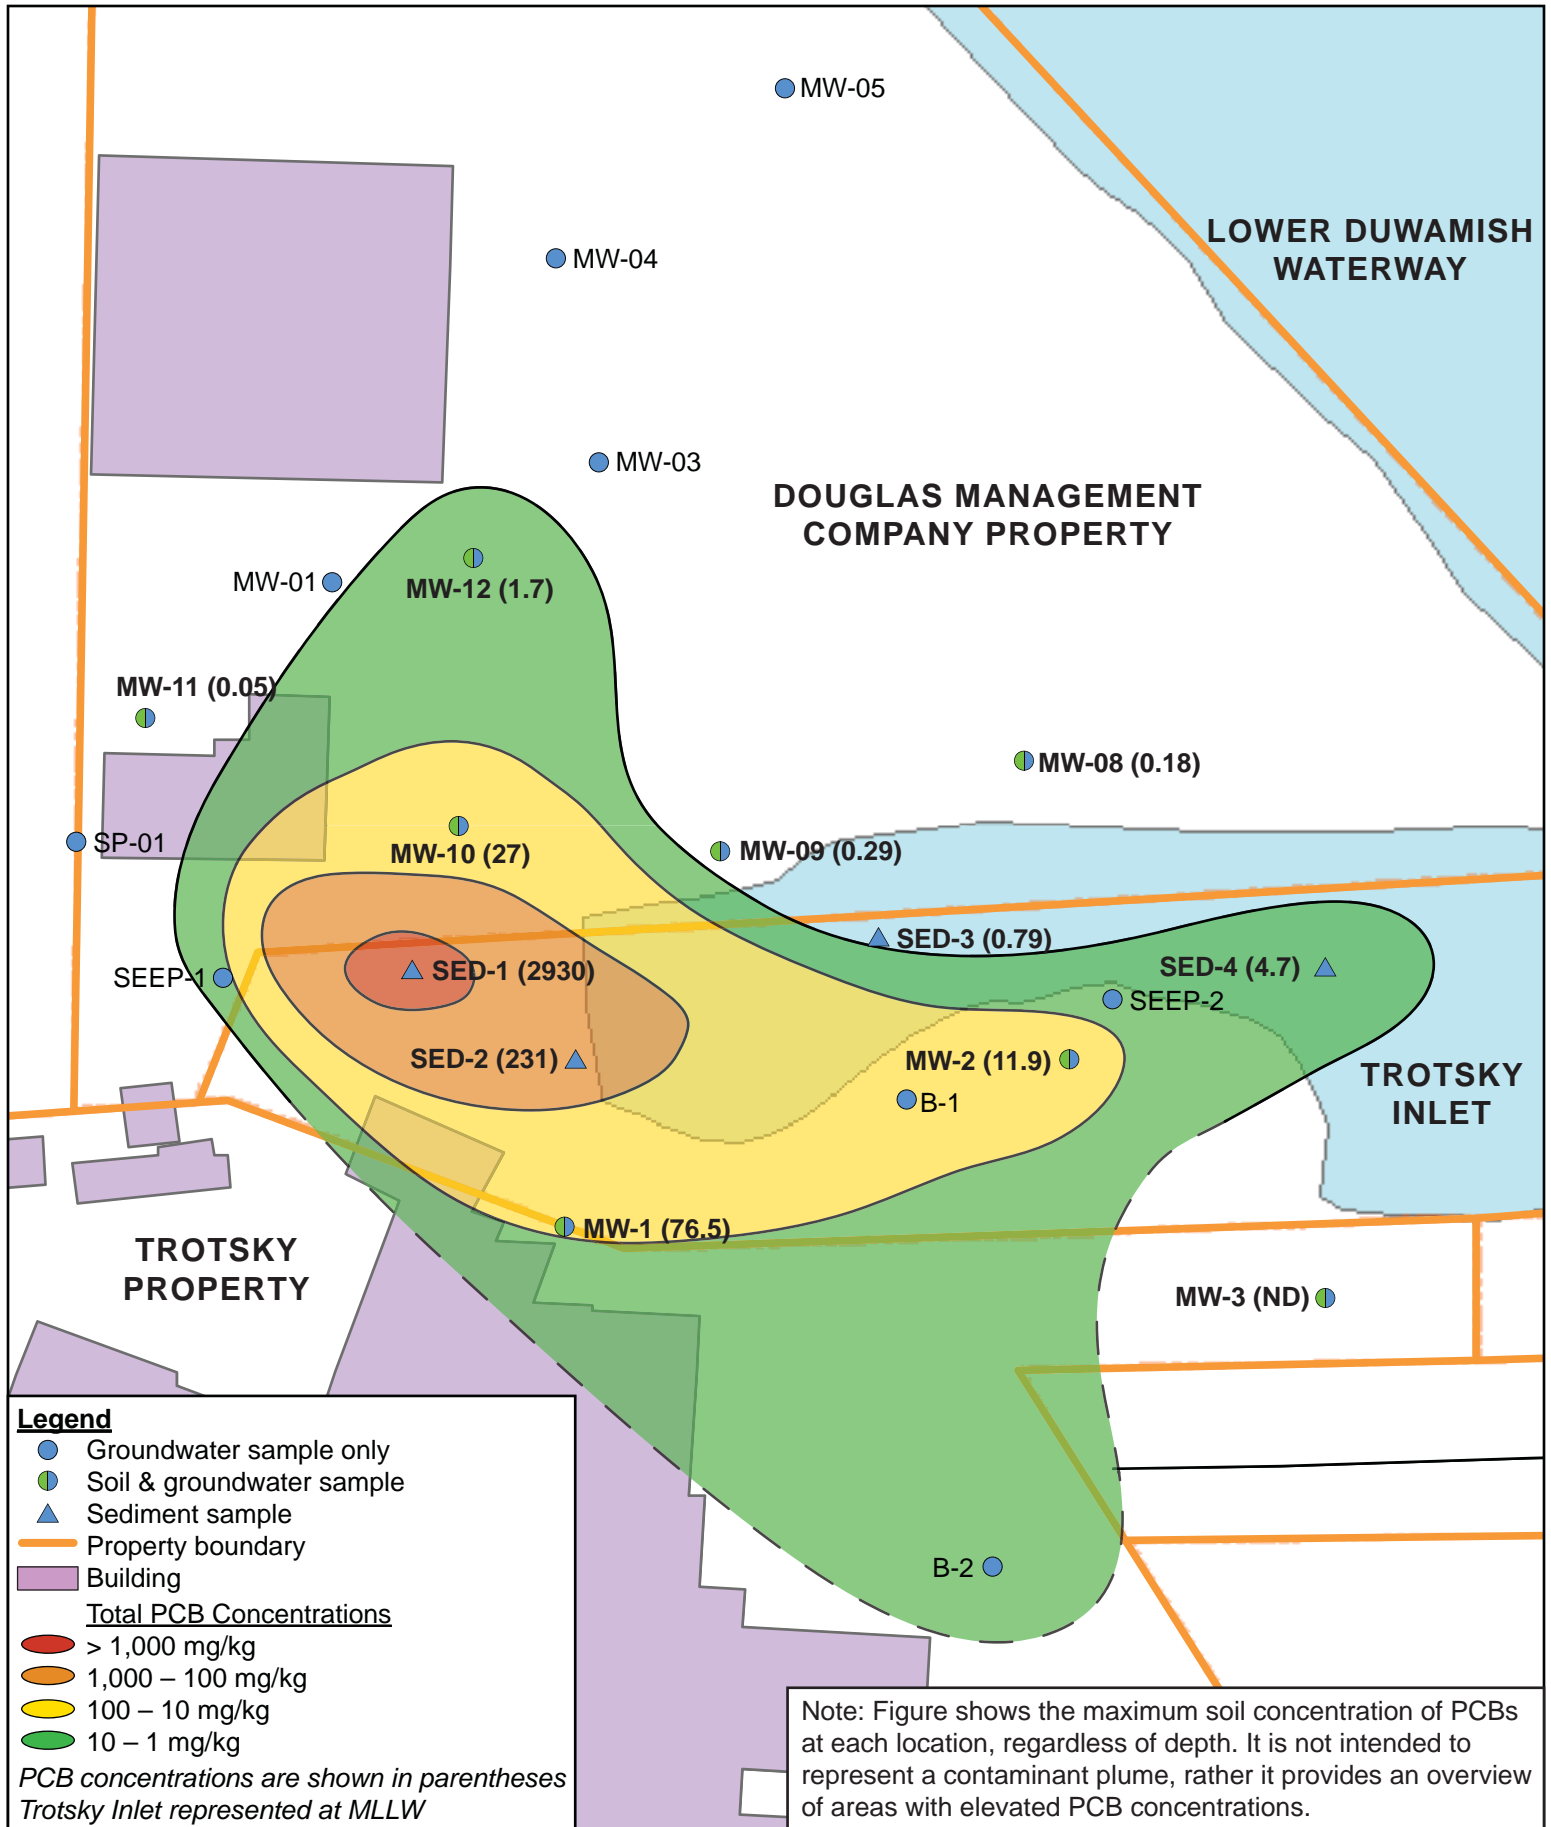 MW-05
LOWER DUWAMISH
WATERWAY
MW-04
MW-03
DOUGLAS MANAGEMENT
COMPANY PROPERTY
MW-01
MW-12 (1.7)
MW-11 (0.05)
MW-08 (0.18)
SP-01
MW-10 (27)
MW-09 (0.29)
SED-3 (0.79)
SEEP-1
SED-1 (2930)
SED-4 (4.7)
SEEP-2
SED-2 (231)
MW-2 (11.9)
B-1
TROTSKY
INLET
MW-1 (76.5)
TROTSKY
PROPERTY
MW-3 (ND)
B-2
Legend
Groundwater sample only
Soil & groundwater sample
Sediment sample
Property boundary
Building
Total PCB Concentrations
> 1,000 mg/kg
1,000 – 100 mg/kg
100 – 10 mg/kg
10 – 1 mg/kg
PCB concentrations are shown in parentheses
Trotsky Inlet represented at MLLW
Note: Figure shows the maximum soil concentration of PCBs
at each location, regardless of depth. It is not intended to
represent a contaminant plume, rather it provides an overview
of areas with elevated PCB concentrations.